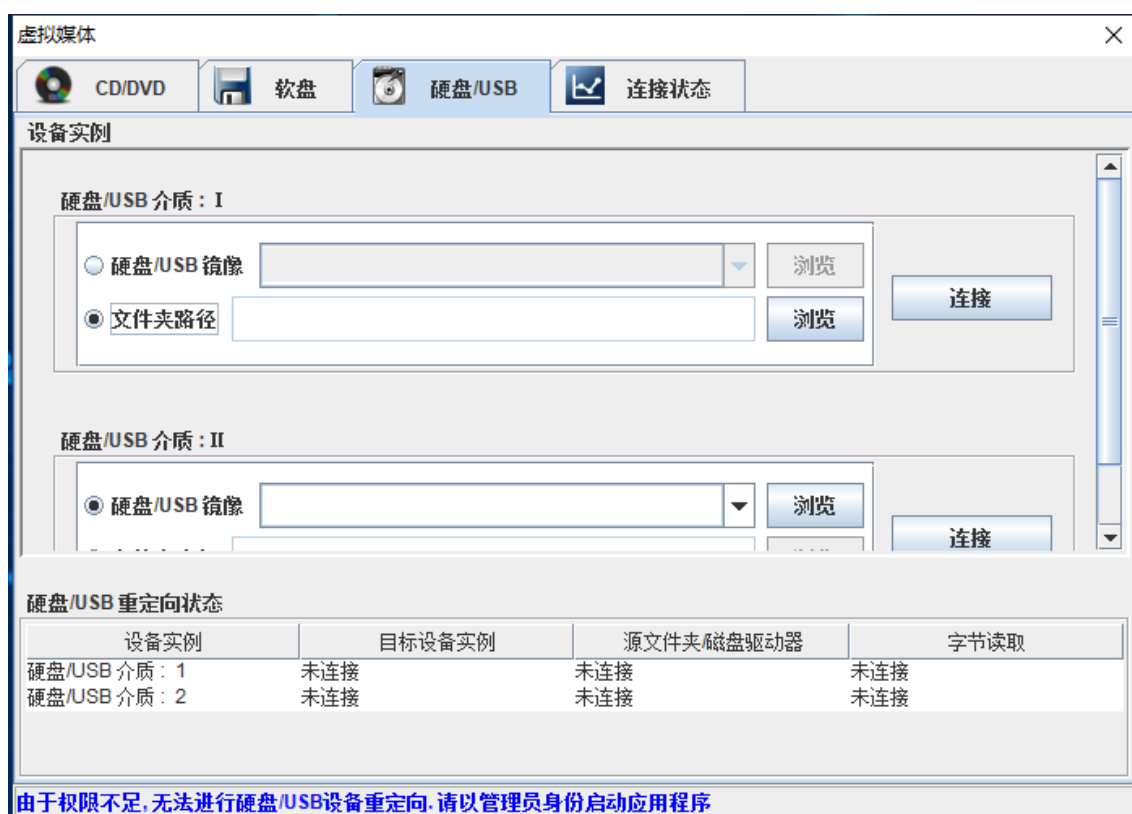 虚拟媒体
CD/DVD 软盘 硬盘/USB 连接状态
设备实例
硬盘/USB 介质 : I
硬盘/USB 镜像 浏览
连接
文件夹路径 浏览
硬盘/USB 介质 : II
硬盘/USB 镜像 浏览
连接
硬盘/USB 重定向状态
设备实例 目标设备实例 源文件夹/磁盘驱动器 字节读取
硬盘/USB 介质 : 1 未连接 未连接 未连接
硬盘/USB 介质 : 2 未连接 未连接 未连接
由于权限不足,无法进行硬盘/USB设备重定向.请以管理员身份启动应用程序